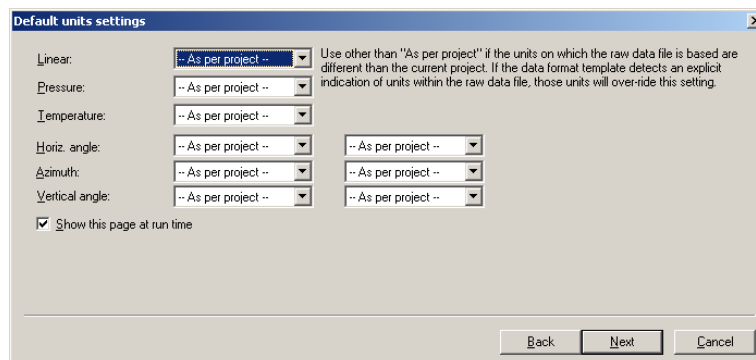 Default units settings
Linear: -- As per project -- Use other than "As per project" if the units on which the raw data file is based are
different than the current project. If the data format template detects an explicit
Pressure: -- As per project -- indication of units within the raw data file, those units will over-ride this setting.
Temperature: -- As per project --
Horiz. angle: -- As per project -- -- As per project --
Azimuth: -- As per project -- -- As per project --
Vertical angle: -- As per project -- -- As per project --
Show this page at run time
Back Next Cancel